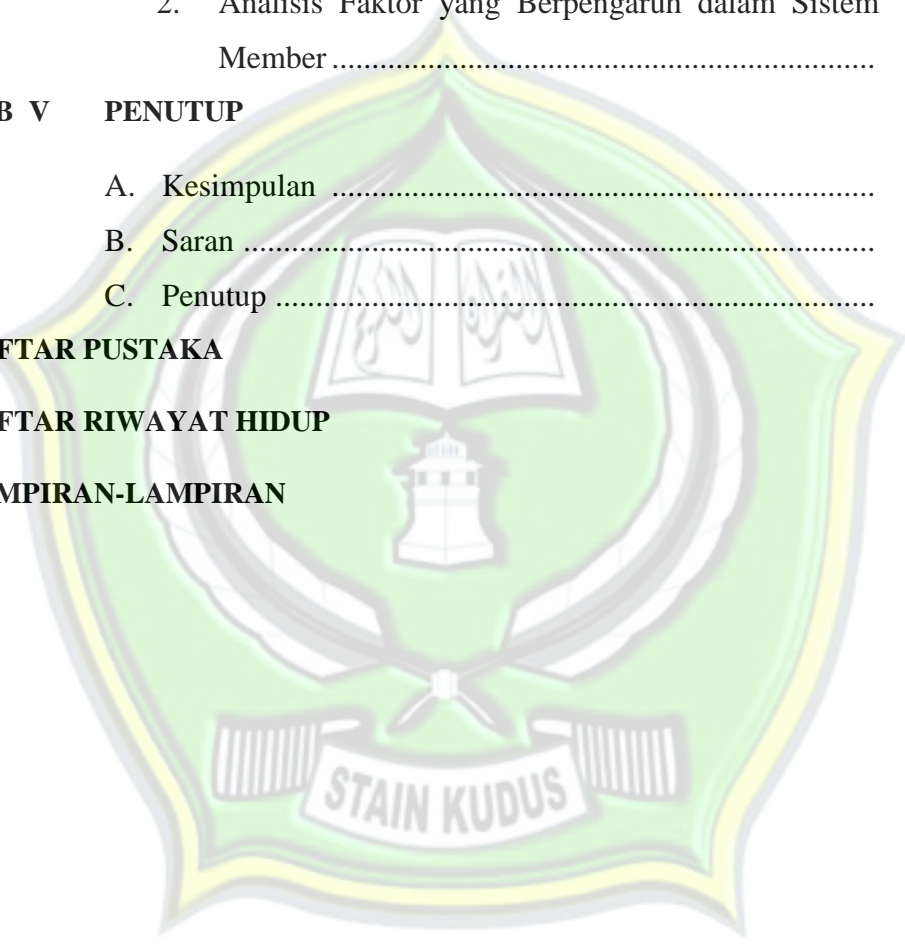 2. Analisis Faktor yang Berpengaruh dalam Sistem
Member ....................................................................
B V PENUTUP
A. Kesimpulan ....................................................................
B. Saran ...............................................................................
C. Penutup ...........................................................................
FTAR PUSTAKA
FTAR RIWAYAT HIDUP
MPIRAN-LAMPIRAN
STAIN KUDUS